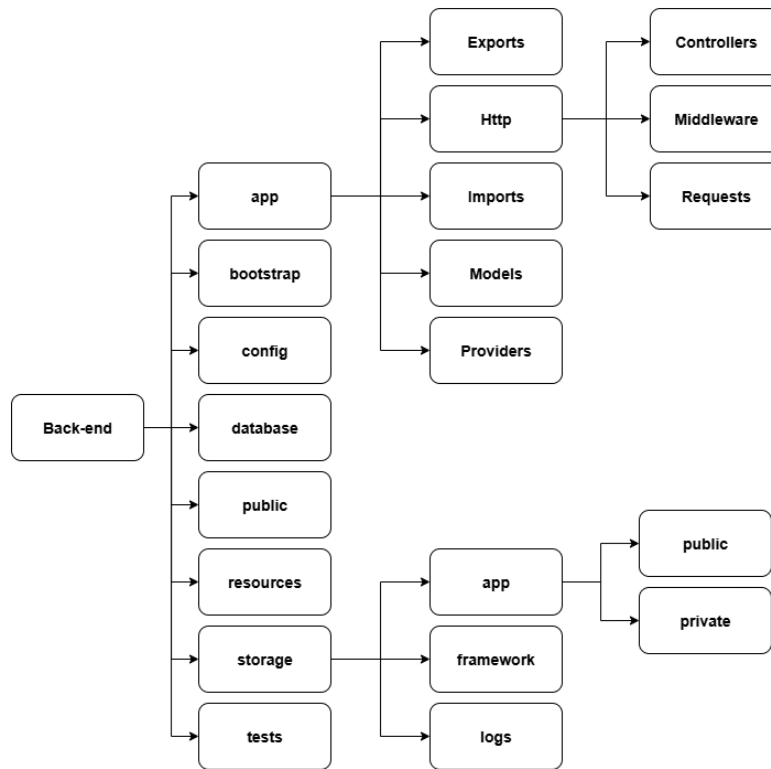 Exports
Controllers
Http
Middleware
app
Imports
Requests
bootstrap
Models
config
Providers
Back-end
database
public
public
resources
app
private
storage
framework
tests
logs